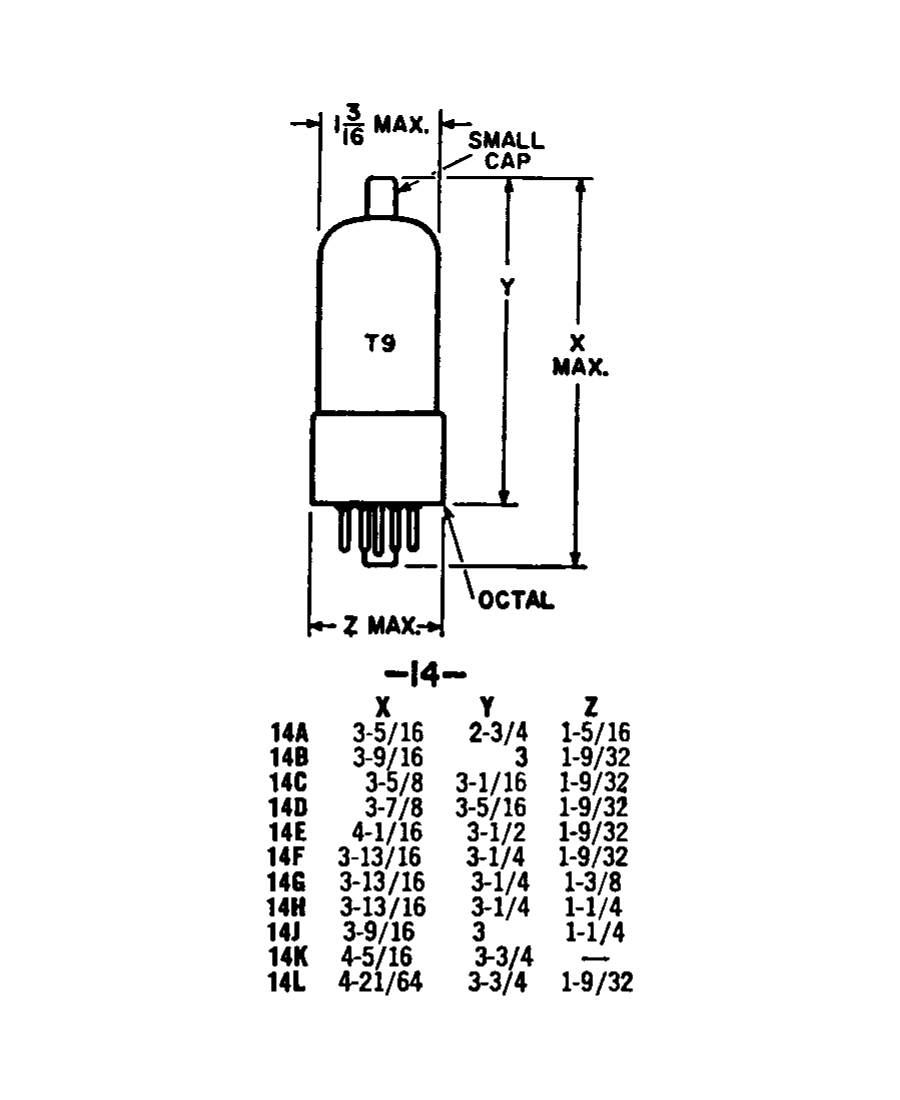 1 3/16 MAX.
SMALL
CAP
Y
T9
X
MAX.
OCTAL
Z MAX.
–14–
X Y Z
14A 3-5/16 2-3/4 1-5/16
14B 3-9/16 3 1-9/32
14C 3-5/8 3-1/16 1-9/32
14D 3-7/8 3-5/16 1-9/32
14E 4-1/16 3-1/2 1-9/32
14F 3-13/16 3-1/4 1-9/32
14G 3-13/16 3-1/4 1-3/8
14H 3-13/16 3-1/4 1-1/4
14J 3-9/16 3 1-1/4
14K 4-5/16 3-3/4 —
14L 4-21/64 3-3/4 1-9/32